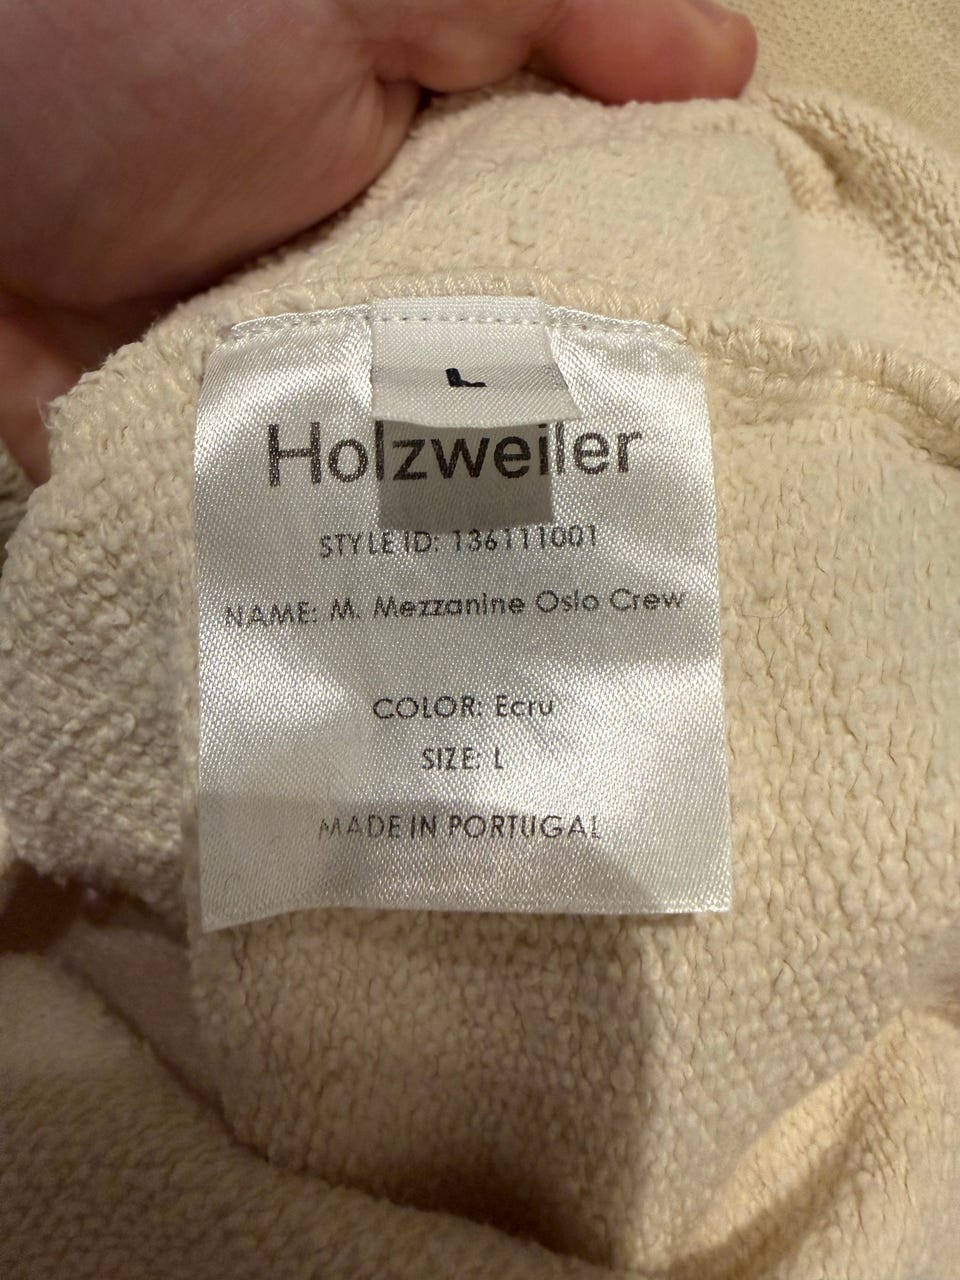 L
Holzweiler
STYLE ID: 136111001
NAME: M. Mezzanine Oslo Crew
COLOR: Ecru
SIZE: L
MADE IN PORTUGAL